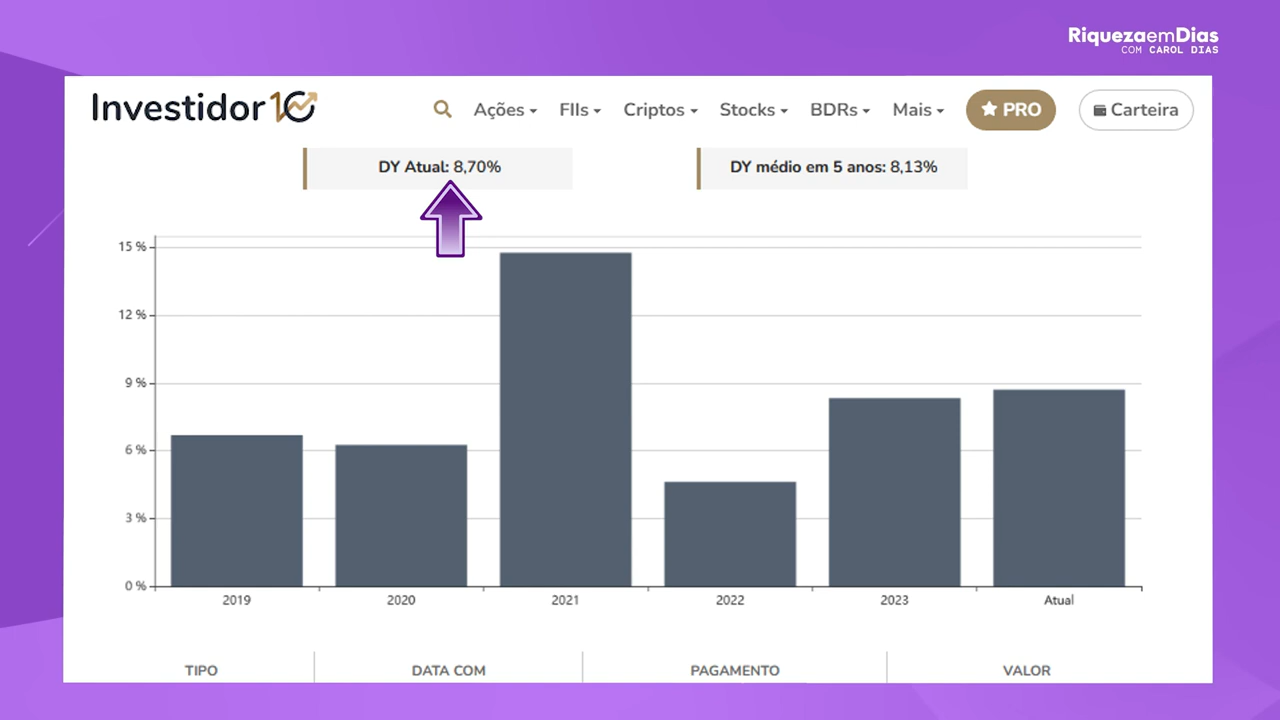 RiquezaemDias
COM CAROL DIAS
Investidor 10
Ações
FIIs
Criptos
Stocks
BDRs
Mais
PRO
Carteira
DY Atual: 8,70%
DY médio em 5 anos: 8,13%
15 %
12 %
9 %
6 %
3 %
0 %
2019
2020
2021
2022
2023
Atual
TIPO
DATA COM
PAGAMENTO
VALOR